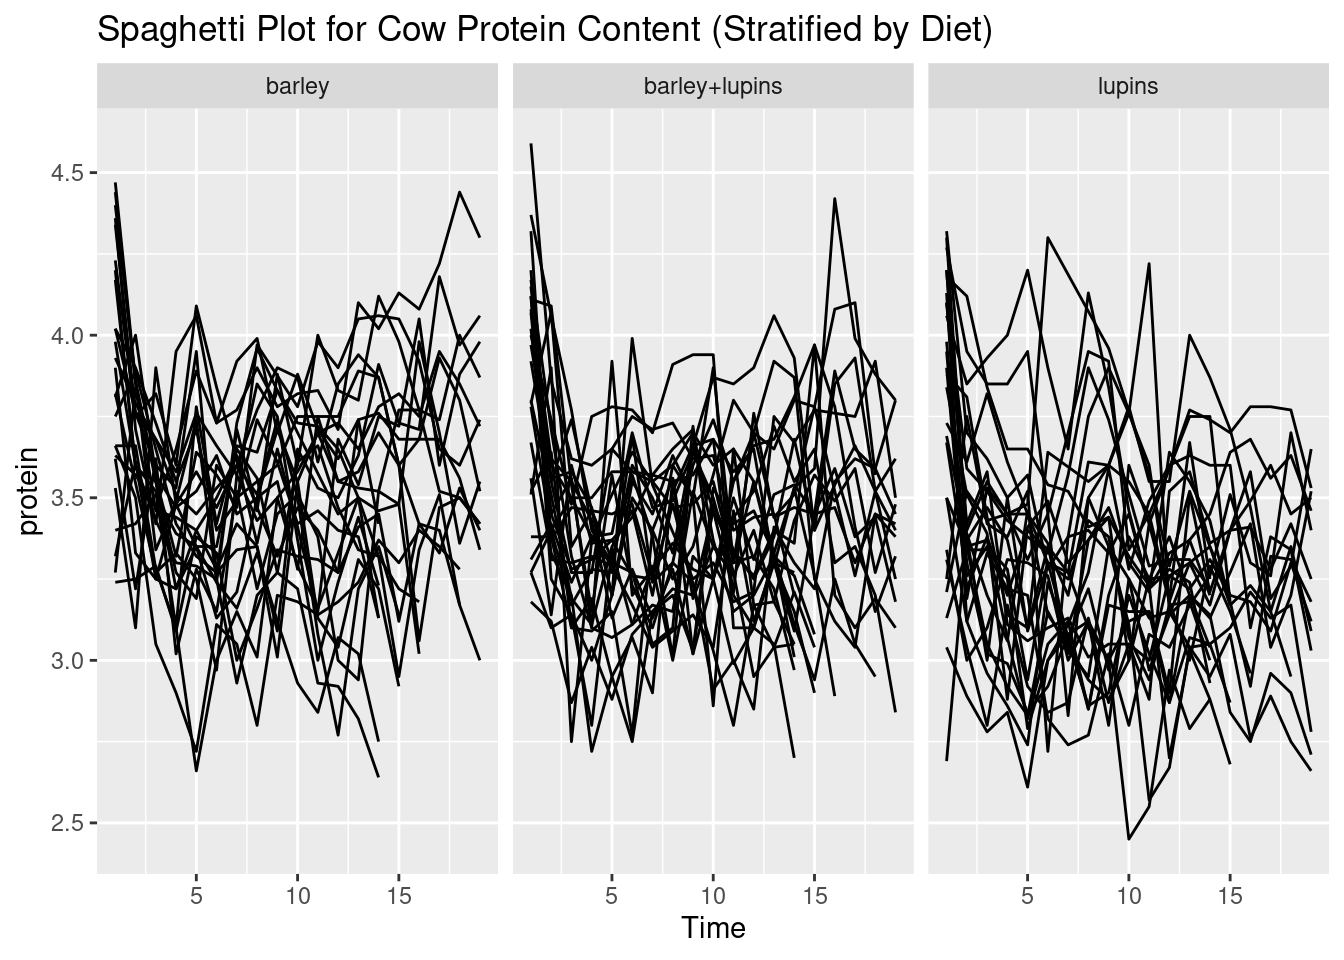 Spaghetti Plot for Cow Protein Content (Stratified by Diet)
barley
barley+lupins
lupins
protein
4.5
4.0
3.5
3.0
2.5
5 10 15
5 10 15
5 10 15
Time